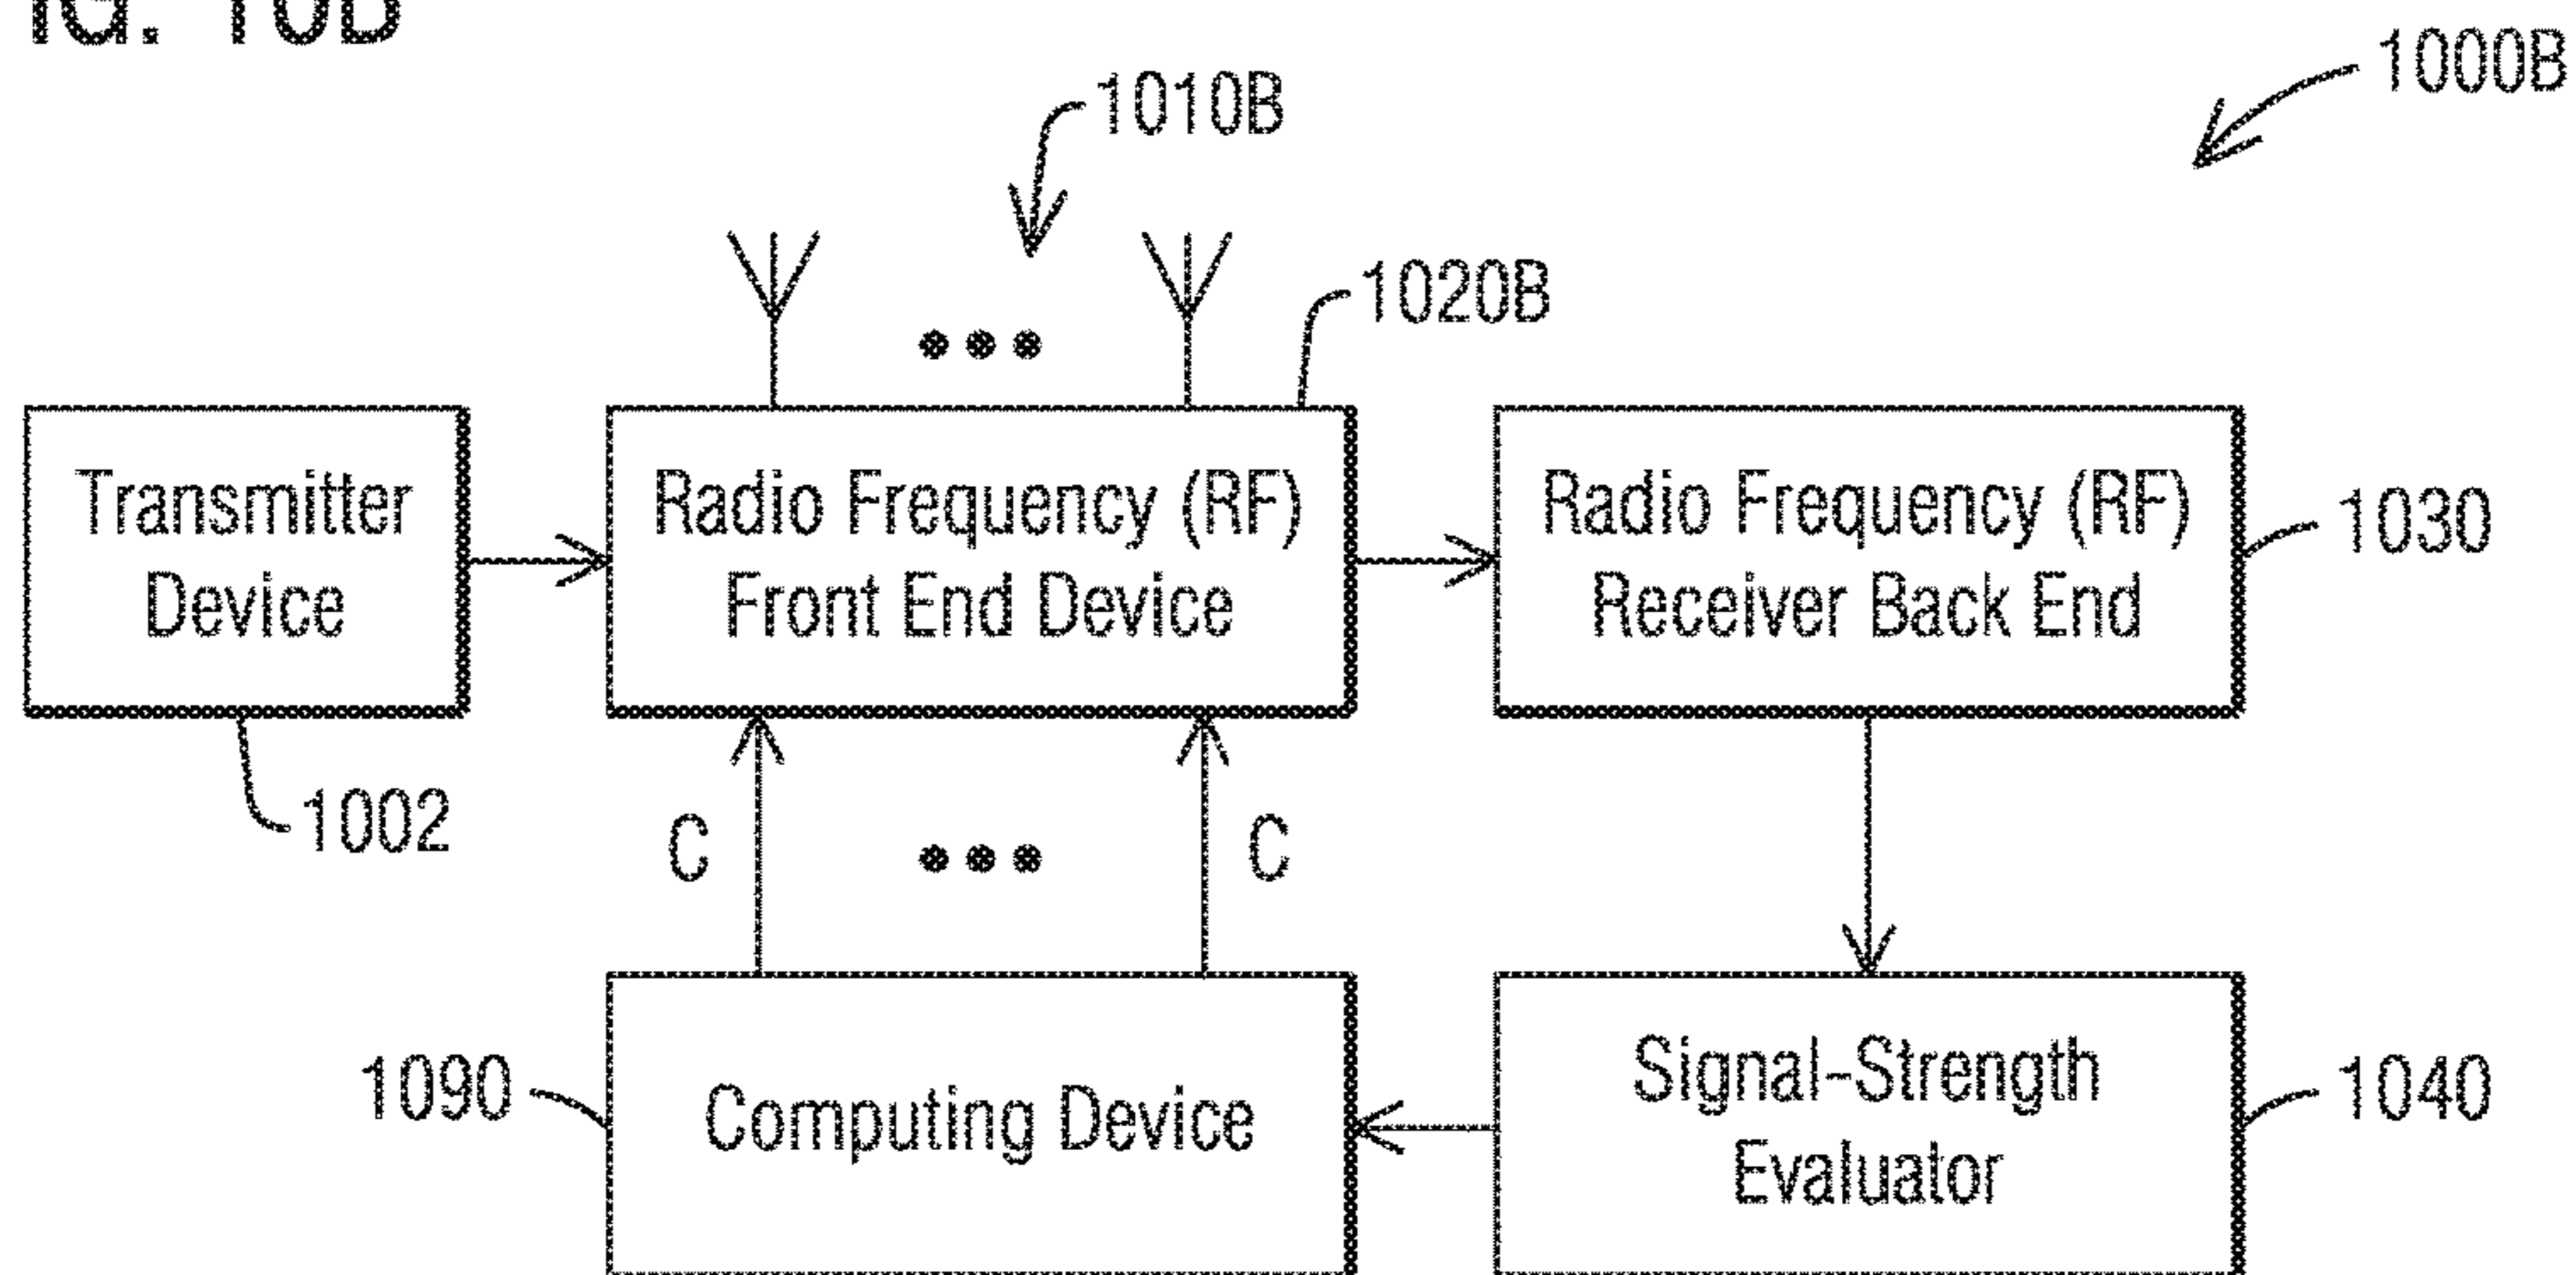 IG. 10B
1000B
1010B
1020B
Transmitter
Device
Radio Frequency (RF)
Front End Device
Radio Frequency (RF)
Receiver Back End
1030
1002
C
C
1090
Computing Device
Signal-Strength
Evaluator
1040